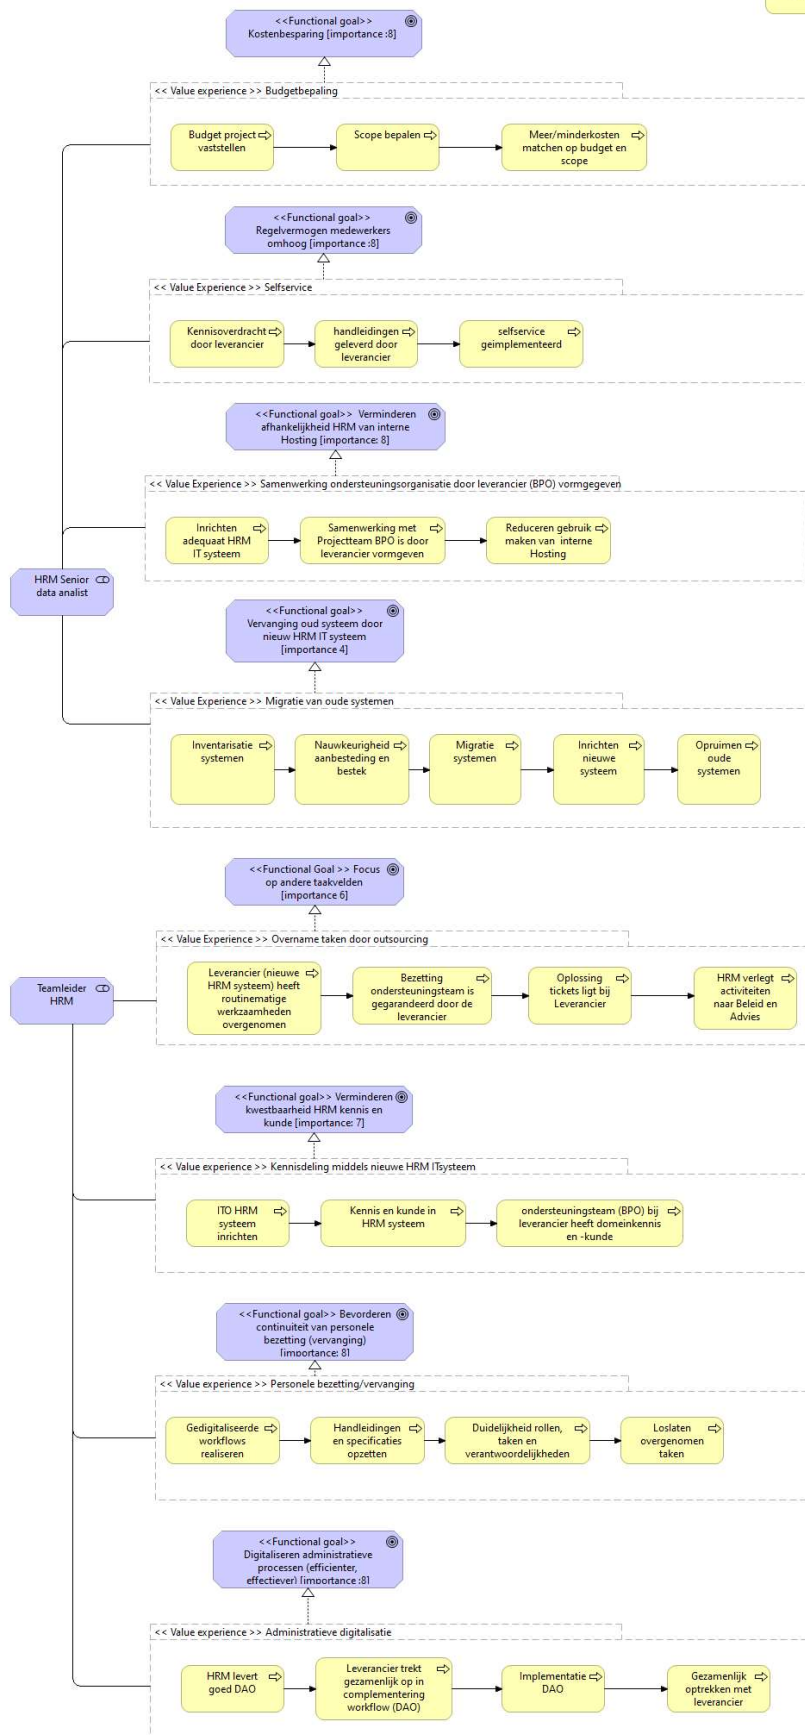 <<Functional goal>>
Kostenbesparing [importance :8]
<< Value experience >> Budgetbepaling
Budget project
vaststellen
Scope bepalen
Meer/minderkosten
matchen op budget en
scope
<<Functional goal>>
Regelvermogen medewerkers
omhoog [importance :8]
<< Value Experience >> Selfservice
Kennisoverdracht
door leverancier
handleidingen
geleverd door
leverancier
selfservice
geimplementeerd
<<Functional goal>> Verminderen
afhankelijkheid HRM van interne
Hosting [importance: 8]
<< Value Experience >> Samenwerking ondersteuningsorganisatie door leverancier (BPO) vormgegeven
Inrichten
adequaat HRM
IT systeem
Samenwerking met
Projectteam BPO is door
leverancier vormgeven
Reduceren gebruik
maken van interne
Hosting
HRM Senior
data analist
<<Functional goal>>
Vervanging oud systeem door
nieuw HRM IT systeem
[importance 4]
<< Value Experience >> Migratie van oude systemen
Inventarisatie
systemen
Nauwkeurigheid
aanbesteding en
bestek
Migratie
systemen
Inrichten
nieuwe
systeem
Opruimen
oude
systemen
<<Functional Goal >> Focus
op andere taakvelden
[importance 6]
<< Value Experience >> Overname taken door outsourcing
Teamleider
HRM
Leverancier (nieuwe
HRM systeem) heeft
routinematige
werkzaamheden
overgenomen
Bezetting
ondersteuningsteam is
gegarandeerd door de
leverancier
Oplossing
tickets ligt bij
Leverancier
HRM verlegt
activiteiten
naar Beleid en
Advies
<<Functional goal>> Verminderen
kwestbaarheid HRM kennis en
kunde [importance: 7]
<< Value experience >> Kennisdeling middels nieuwe HRM ITsysteem
ITO HRM
systeem
inrichten
Kennis en kunde in
HRM systeem
ondersteuningsteam (BPO) bij
leverancier heeft domeinkennis
en -kunde
<<Functional goal>> Bevorderen
continuiteit van personele
bezetting (vervanging)
[importance: 8]
<< Value experience >> Personele bezetting/vervanging
Gedigitaliseerde
workflows
realiseren
Handleidingen
en specificaties
opzetten
Duidelijkheid rollen,
taken en
verantwoordelijkheden
Loslaten
overgenomen
taken
<<Functional goal>>
Digitaliseren administratieve
processen (efficienter,
effectiever) [importance :8]
<< Value experience >> Administratieve digitalisatie
HRM levert
goed DAO
Leverancier trekt
gezamenlijk op in
complementering
workflow (DAO)
Implementatie
DAO
Gezamenlijk
optrekken met
leverancier